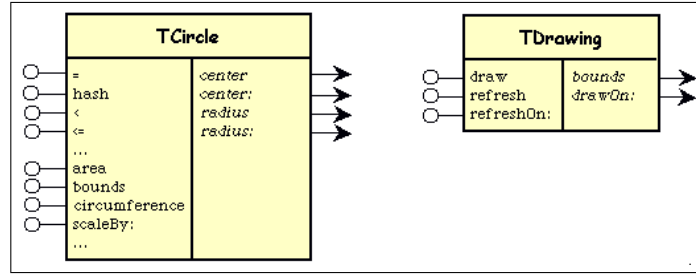 TCircle
=
hash
<
<=
...
area
bounds
circumference
scaleBy:
...
center
center:
radius
radius:
TDrawing
draw
refresh
refreshOn:
bounds
drawOn:
.